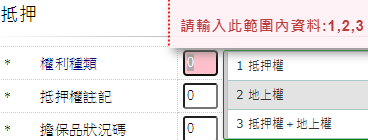 抵押
請輸入此範圍內資料:1,2,3
* 權利種類 0
1 抵押權
* 抵押權註記 0
2 地上權
* 擔保品狀況碼 0
3 抵押權+地上權